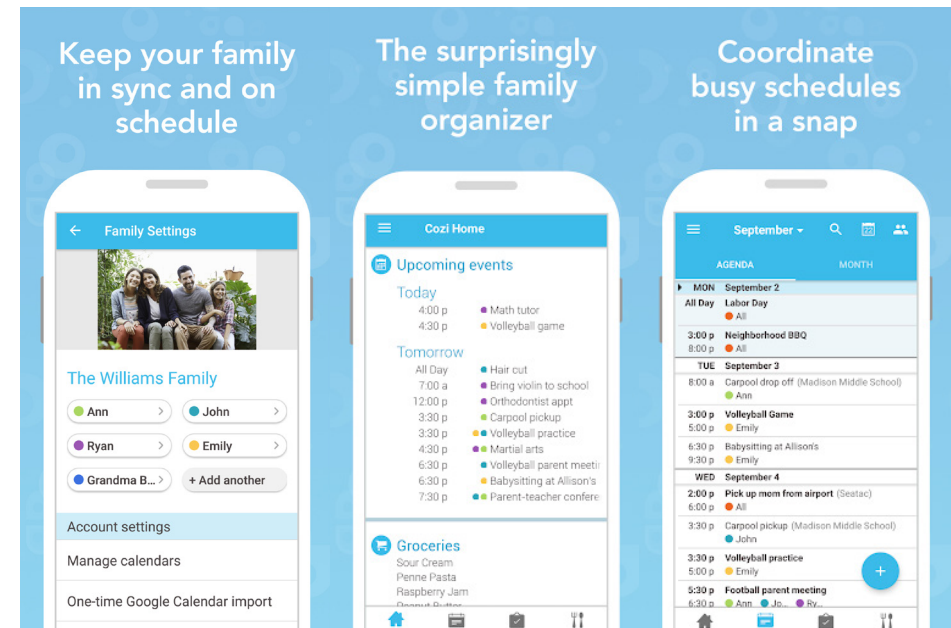 Keep your family
in sync and on
schedule
Family Settings
The Williams Family
Ann
John
Ryan
Emily
Grandma B...
+ Add another
Account settings
Manage calendars
One-time Google Calendar import
The surprisingly
simple family
organizer
Cozi Home
Upcoming events
Today
4:00 p Math tutor
4:30 p Volleyball game
Tomorrow
All Day Hair cut
7:00 a Bring violin to school
12:00 p Orthodontist appt
3:30 p Carpool pickup
3:30 p Volleyball practice
4:30 p Martial arts
6:30 p Volleyball parent meeti
6:30 p Babysitting at Allison's
7:30 p Parent-teacher confere
Groceries
Sour Cream
Penne Pasta
Raspberry Jam
Peanut Butter
Coordinate
busy schedules
in a snap
September
AGENDA MONTH
MON September 2
All Day Labor Day
All
3:00 p Neighborhood BBQ
8:00 p All
TUE September 3
8:00 a Carpool drop off (Madison Middle School)
Ann
3:00 p Volleyball Game
5:00 p Emily
6:30 p Babysitting at Allison's
9:30 p Emily
WED September 4
2:00 p Pick up mom from airport (Seatac)
6:00 p All
3:30 p Carpool pickup (Madison Middle School)
John
3:30 p Volleyball practice
5:00 p Emily
+
5:30 p Football parent meeting
6:30 p Ann Jo... Ry...